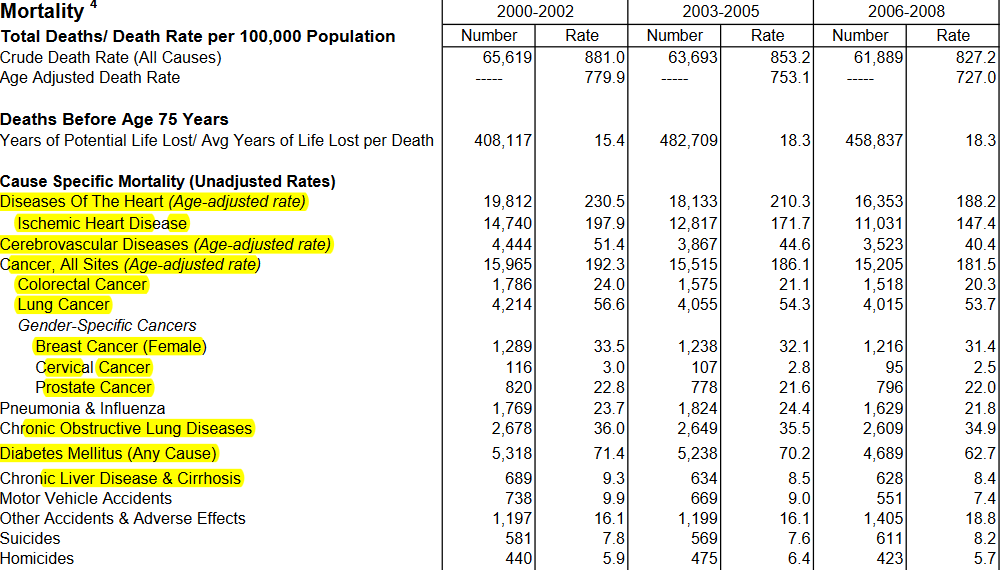 Mortality 4 2000-2002 2003-2005 2006-2008
Total Deaths/ Death Rate per 100,000 Population Number Rate Number Rate Number Rate
Crude Death Rate (All Causes) 65,619 881.0 63,693 853.2 61,889 827.2
Age Adjusted Death Rate ----- 779.9 ----- 753.1 ----- 727.0
Deaths Before Age 75 Years
Years of Potential Life Lost/ Avg Years of Life Lost per Death 408,117 15.4 482,709 18.3 458,837 18.3
Cause Specific Mortality (Unadjusted Rates)
Diseases Of The Heart (Age-adjusted rate) 19,812 230.5 18,133 210.3 16,353 188.2
Ischemic Heart Disease 14,740 197.9 12,817 171.7 11,031 147.4
Cerebrovascular Diseases (Age-adjusted rate) 4,444 51.4 3,867 44.6 3,523 40.4
Cancer, All Sites (Age-adjusted rate) 15,965 192.3 15,515 186.1 15,205 181.5
Colorectal Cancer 1,786 24.0 1,575 21.1 1,518 20.3
Lung Cancer 4,214 56.6 4,055 54.3 4,015 53.7
Gender-Specific Cancers
Breast Cancer (Female) 1,289 33.5 1,238 32.1 1,216 31.4
Cervical Cancer 116 3.0 107 2.8 95 2.5
Prostate Cancer 820 22.8 778 21.6 796 22.0
Pneumonia & Influenza 1,769 23.7 1,824 24.4 1,629 21.8
Chronic Obstructive Lung Diseases 2,678 36.0 2,649 35.5 2,609 34.9
Diabetes Mellitus (Any Cause) 5,318 71.4 5,238 70.2 4,689 62.7
Chronic Liver Disease & Cirrhosis 689 9.3 634 8.5 628 8.4
Motor Vehicle Accidents 738 9.9 669 9.0 551 7.4
Other Accidents & Adverse Effects 1,197 16.1 1,199 16.1 1,405 18.8
Suicides 581 7.8 569 7.6 611 8.2
Homicides 440 5.9 475 6.4 423 5.7